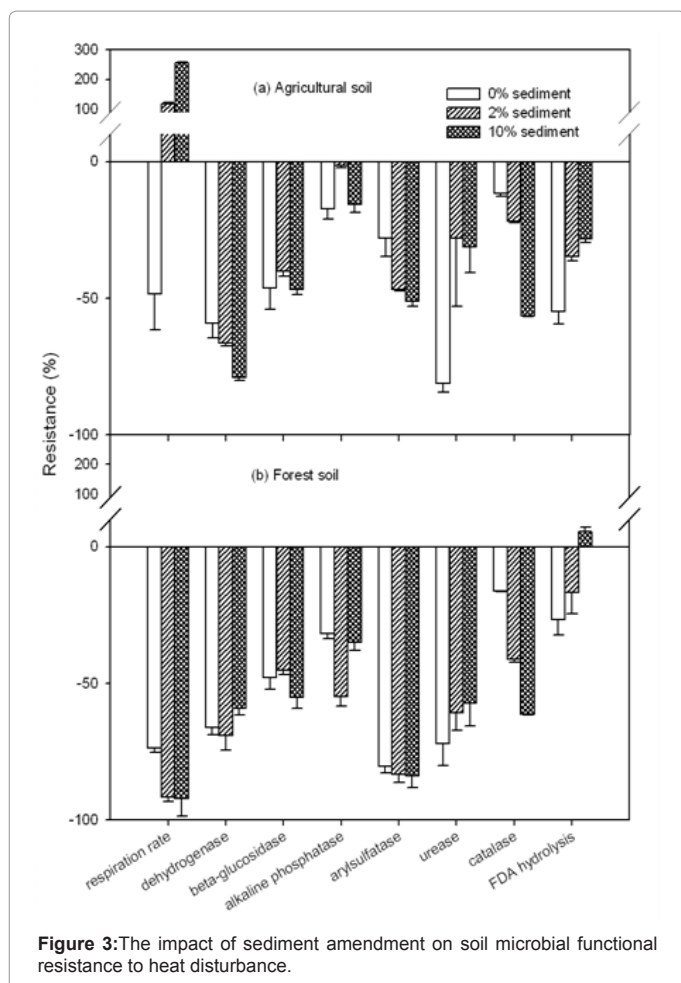 300
200
100
(a) Agricultural soil
0% sediment
2% sediment
10% sediment
0
-50
-100
Resistance (%)
200
100
(b) Forest soil
0
-50
-100
respiration rate
dehydrogenase
beta-glucosidase
alkaline phosphatase
arylsulfatase
urease
catalase
FDA hydrolysis
Figure 3:The impact of sediment amendment on soil microbial functional
resistance to heat disturbance.